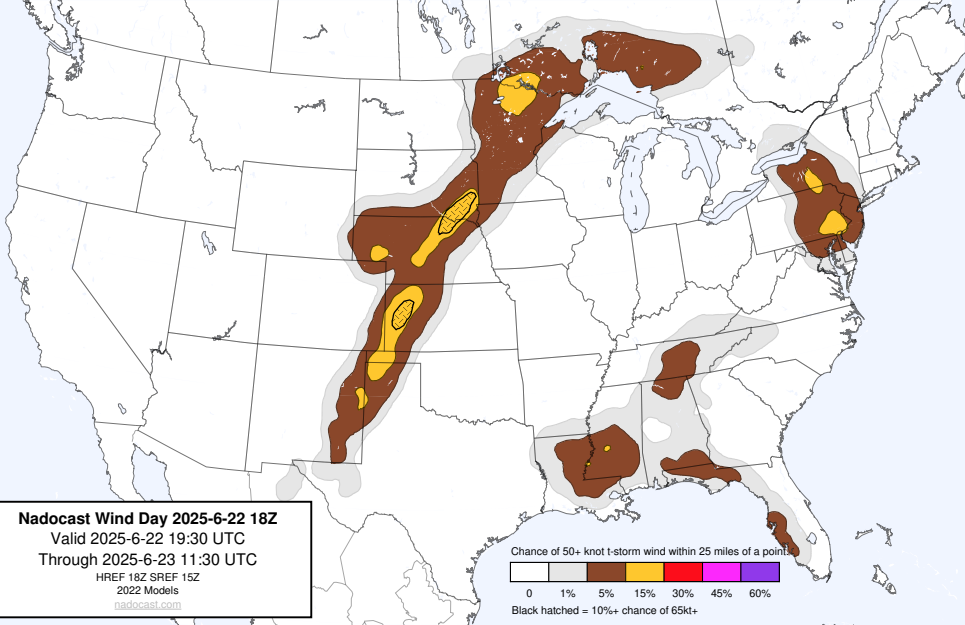 Nadocast Wind Day 2025-6-22 18Z
Valid 2025-6-22 19:30 UTC
Through 2025-6-23 11:30 UTC
HREF 18Z SREF 15Z
2022 Models
nadocast.com
Chance of 50+ knot t-storm wind within 25 miles of a point.
0 1% 5% 15% 30% 45% 60%
Black hatched = 10%+ chance of 65kt+